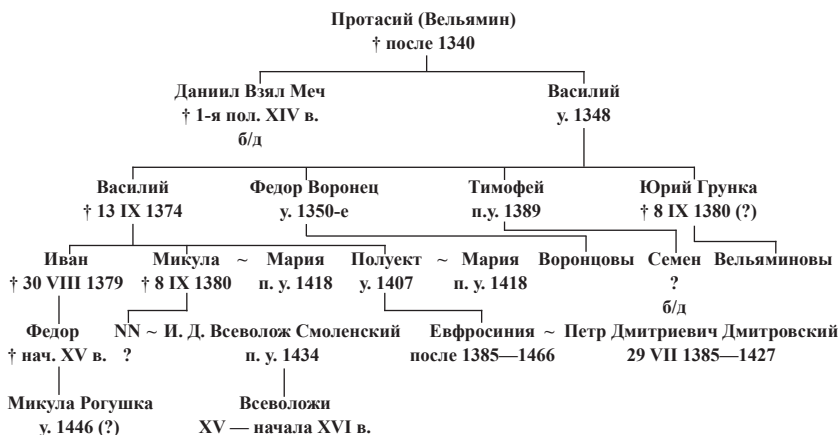 Протасий (Вельямин)
† после 1340
Даниил Взял Меч
† 1-я пол. XIV в.
б/д
Василий
у. 1348
Василий
† 13 IX 1374
Федор Воронец
у. 1350-е
Тимофей
п.у. 1389
Юрий Грунка
† 8 IX 1380 (?)
Иван
† 30 VIII 1379
Микула ~ Мария
† 8 IX 1380 п. у. 1418
Полуект ~ Мария
у. 1407 п. у. 1418
Воронцовы
Семен
?
б/д
Вельяминовы
Федор
† нач. XV в.
NN ~ И. Д. Всеволож Смоленский
? п. у. 1434
Евфросиния ~ Петр Дмитриевич Дмитровский
после 1385—1466 29 VII 1385—1427
Микула Рогушка
у. 1446 (?)
Всеволожи
XV — начала XVI в.